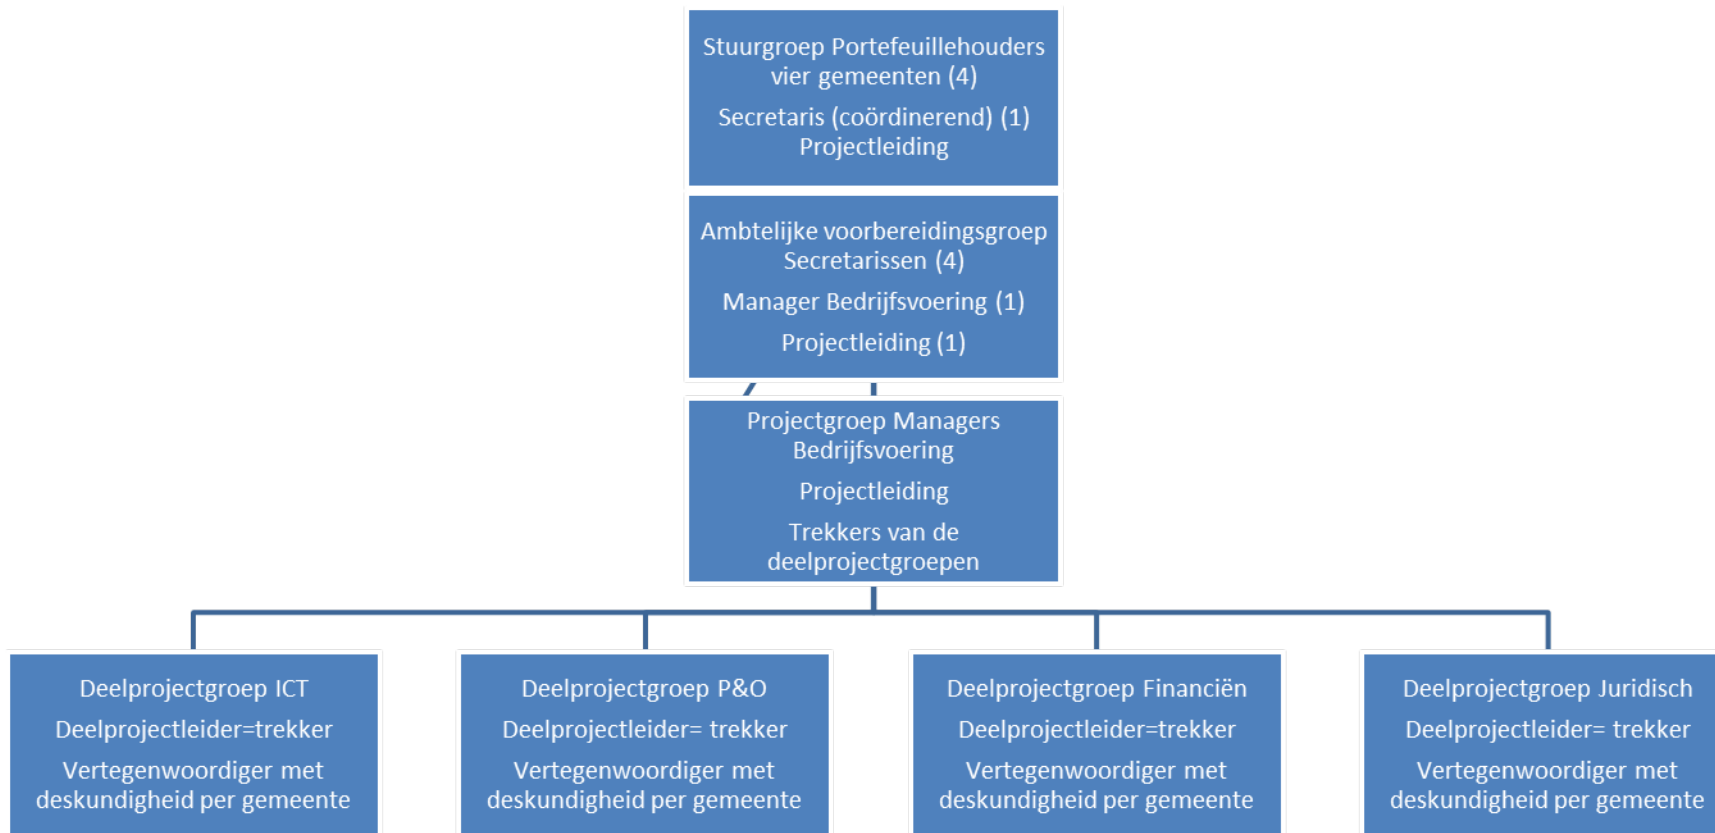 Stuurgroep Portefeuillehouders
vier gemeenten (4)
Secretaris (coördinerend) (1)
Projectleiding
Ambtelijke voorbereidingsgroep
Secretarissen (4)
Manager Bedrijfsvoering (1)
Projectleiding (1)
Projectgroep Managers
Bedrijfsvoering
Projectleiding
Trekkers van de
deelprojectgroepen
Deelprojectgroep ICT
Deelprojectleider=trekker
Vertegenwoordiger met
deskundigheid per gemeente
Deelprojectgroep P&O
Deelprojectleider= trekker
Vertegenwoordiger met
deskundigheid per gemeente
Deelprojectgroep Financiën
Deelprojectleider=trekker
Vertegenwoordiger met
deskundigheid per gemeente
Deelprojectgroep Juridisch
Deelprojectleider= trekker
Vertegenwoordiger met
deskundigheid per gemeente